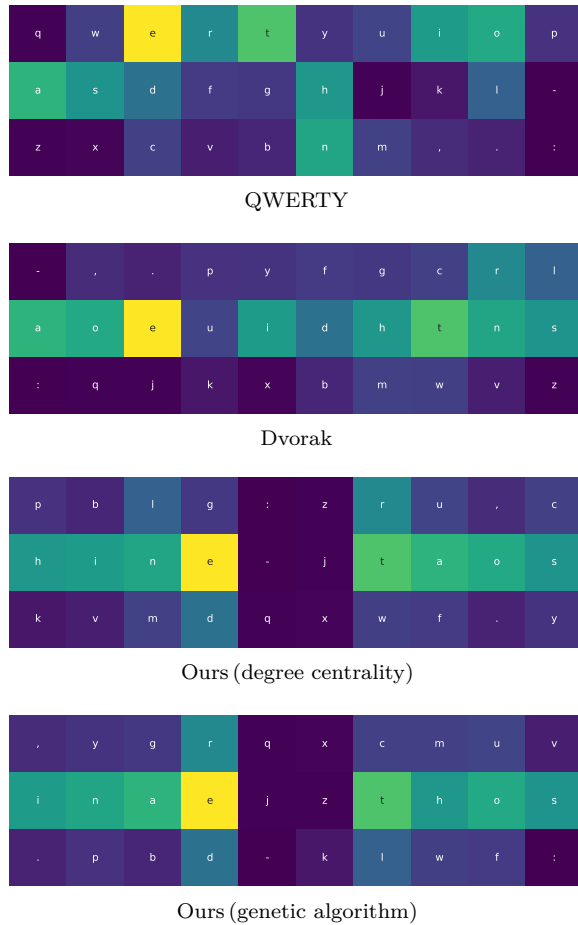 q w e r t y u i o p
a s d f g h j k l -
z x c v b n m , . :
QWERTY
- , . p y f g c r l
a o e u i d h t n s
: q j k x b m w v z
Dvorak
p b l g : z r u , c
h i n e - j t a o s
k v m d q x w f . y
Ours (degree centrality)
, y g r q x c m u v
i n a e j z t h o s
. p b d - k l w f :
Ours (genetic algorithm)